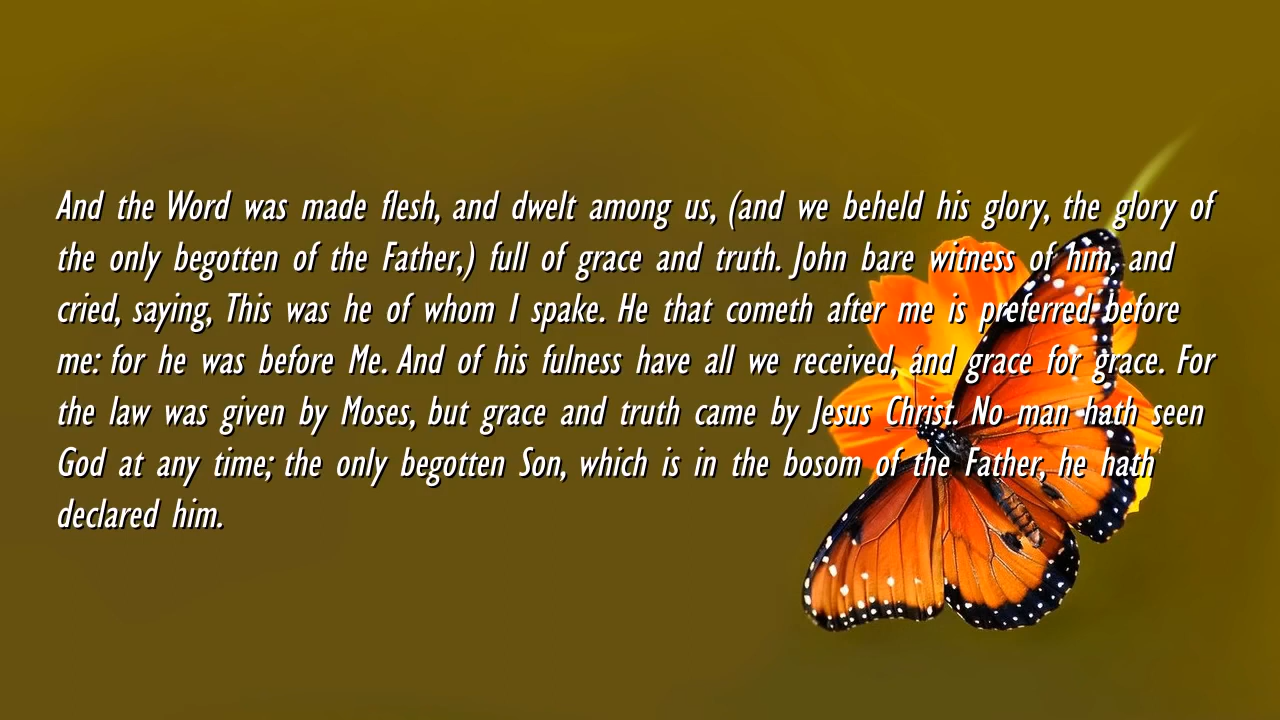 And the Word was made flesh, and dwelt among us, (and we beheld his glory, the glory of
the only begotten of the Father,) full of grace and truth. John bare witness of him, and
cried, saying, This was he of whom I spake. He that cometh after me is preferred before
me: for he was before Me. And of his fulness have all we received, and grace for grace. For
the law was given by Moses, but grace and truth came by Jesus Christ. No man hath seen
God at any time; the only begotten Son, which is in the bosom of the Father, he hath
declared him.